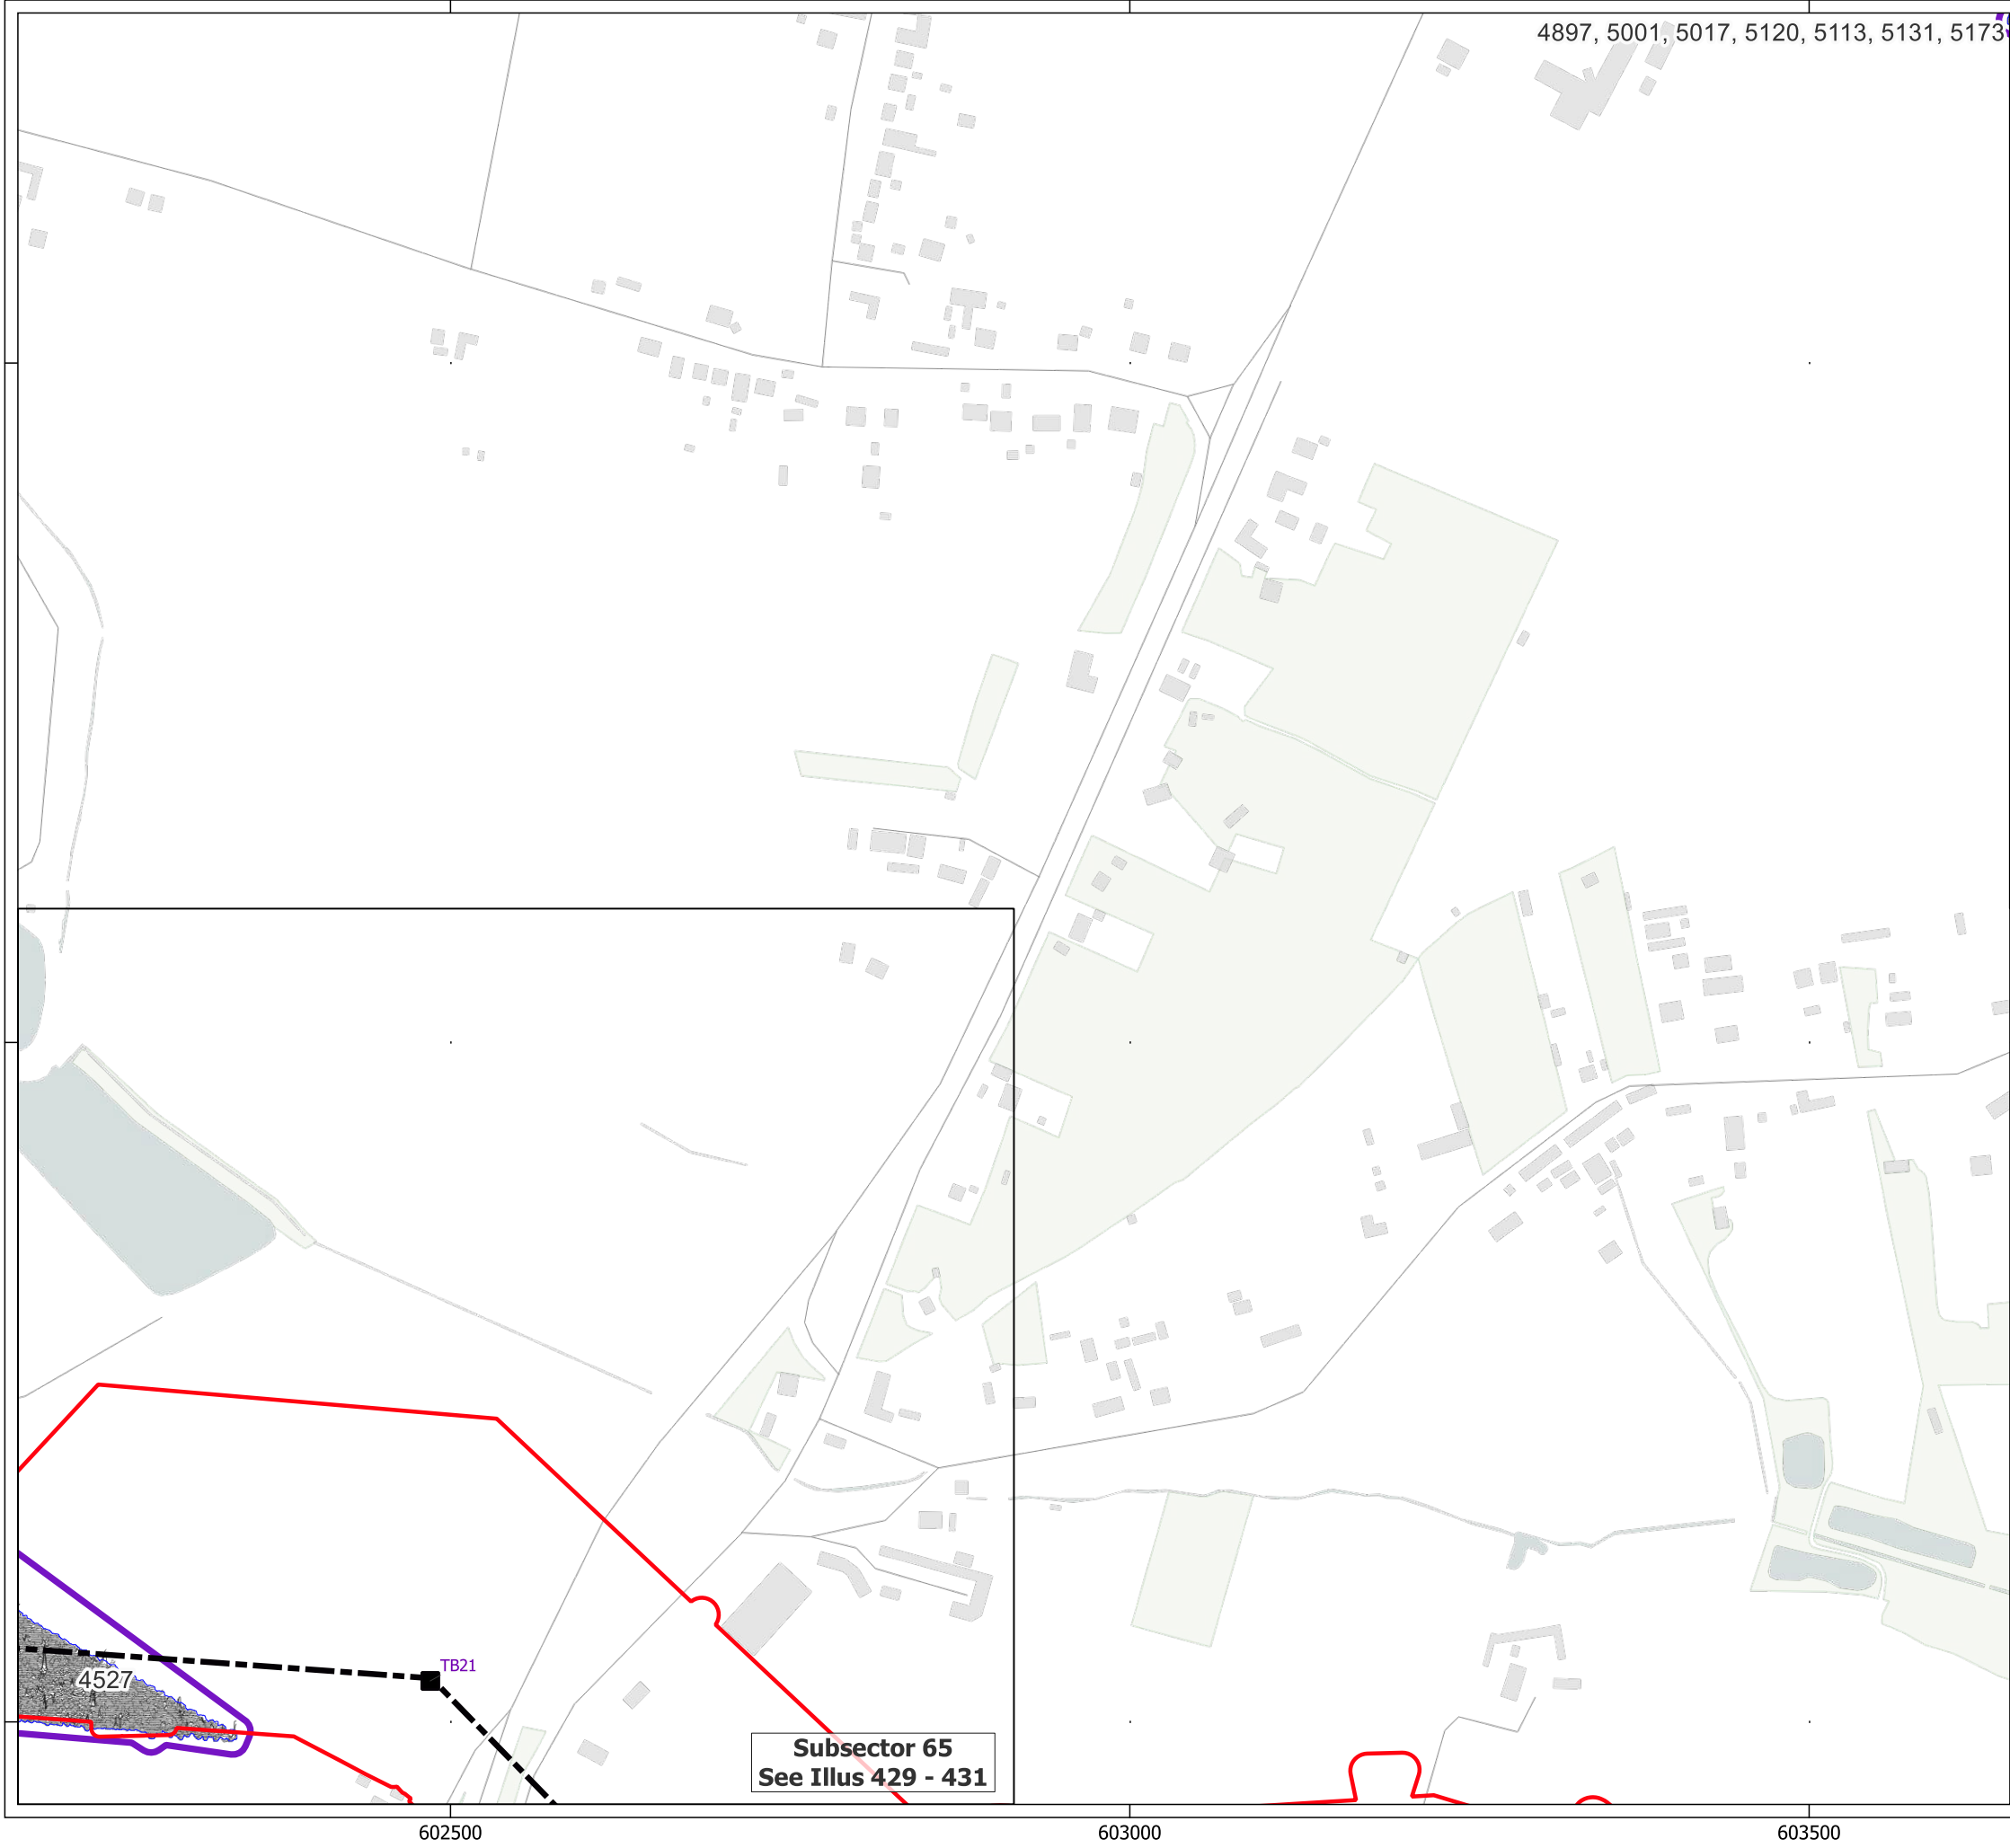 4897, 5001, 5017, 5120, 5113, 5131, 5173
TB21
4527
Subsector 65
See Illus 429 - 431
602500
603000
603500